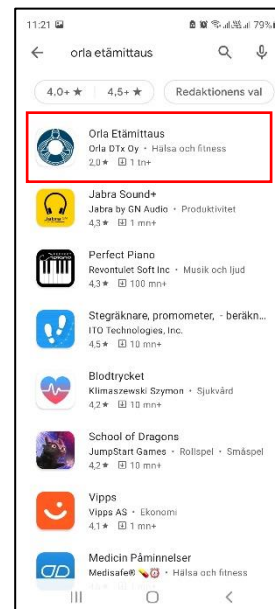 11:21 79%
orla etämittaus
4,0+ ★ 4,5+ ★ Redaktionens val
Orla Etämittaus
Orla DTx Oy • Hälsa och fitness
2,0★ 1 tn+
Jabra Sound+
Jabra by GN Audio • Produktivitet
4,3★ 1 mn+
Perfect Piano
Revontulet Soft Inc • Musik och ljud
4,3★ 100 mn+
Stegräknare, promometer, - beräkn...
ITO Technologies, Inc.
4,5★ 10 mn+
Blodtrycket
Klimaszewski Szymon • Sjukvård
4,2★ 10 mn+
School of Dragons
JumpStart Games • Rollspel • Småspel
4,2★ 10 mn+
Vipps
Vipps AS • Ekonomi
4,1★ 1 mn+
Medicin Påminnelser
Medisafe® 💊⏰ • Hälsa och fitness